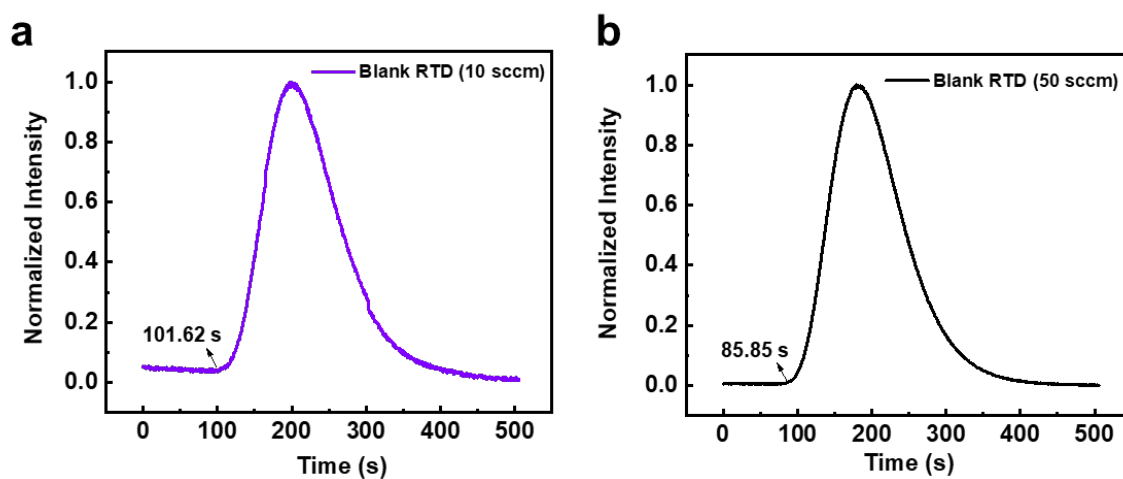 a
Blank RTD (10 sccm)
Normalized Intensity
1.0
0.8
0.6
0.4
0.2
0.0
101.62 s
0 100 200 300 400 500
Time (s)
b
Blank RTD (50 sccm)
Normalized Intensity
1.0
0.8
0.6
0.4
0.2
0.0
85.85 s
0 100 200 300 400 500
Time (s)